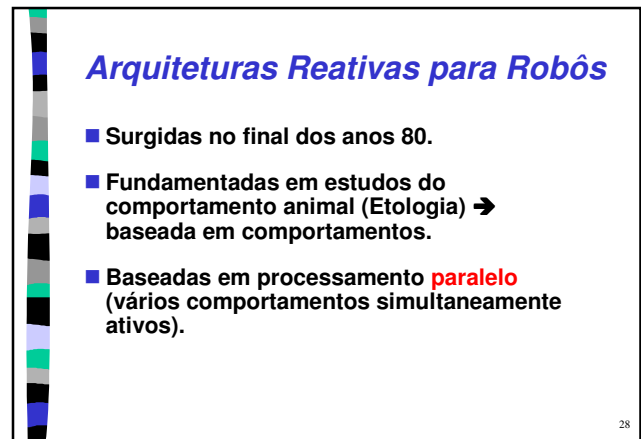 Arquiteturas Reativas para Robôs
■ Surgidas no final dos anos 80.
■ Fundamentadas em estudos do
comportamento animal (Etologia) ➔
baseada em comportamentos.
■ Baseadas em processamento paralelo
(vários comportamentos simultaneamente
ativos).
28